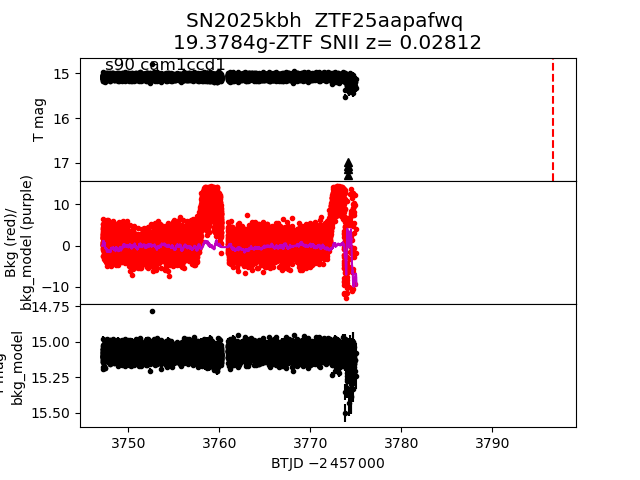 SN2025kbh  ZTF25aapafwq
19.3784g-ZTF SNII z= 0.02812
s90 cam1ccd1
15
16
17
T mag
10
0
−10
Bkg (red)/
bkg_model (purple)
14.75
15.00
15.25
15.50
T mag
bkg_model
3750
3760
3770
3780
3790
BTJD −2 457 000